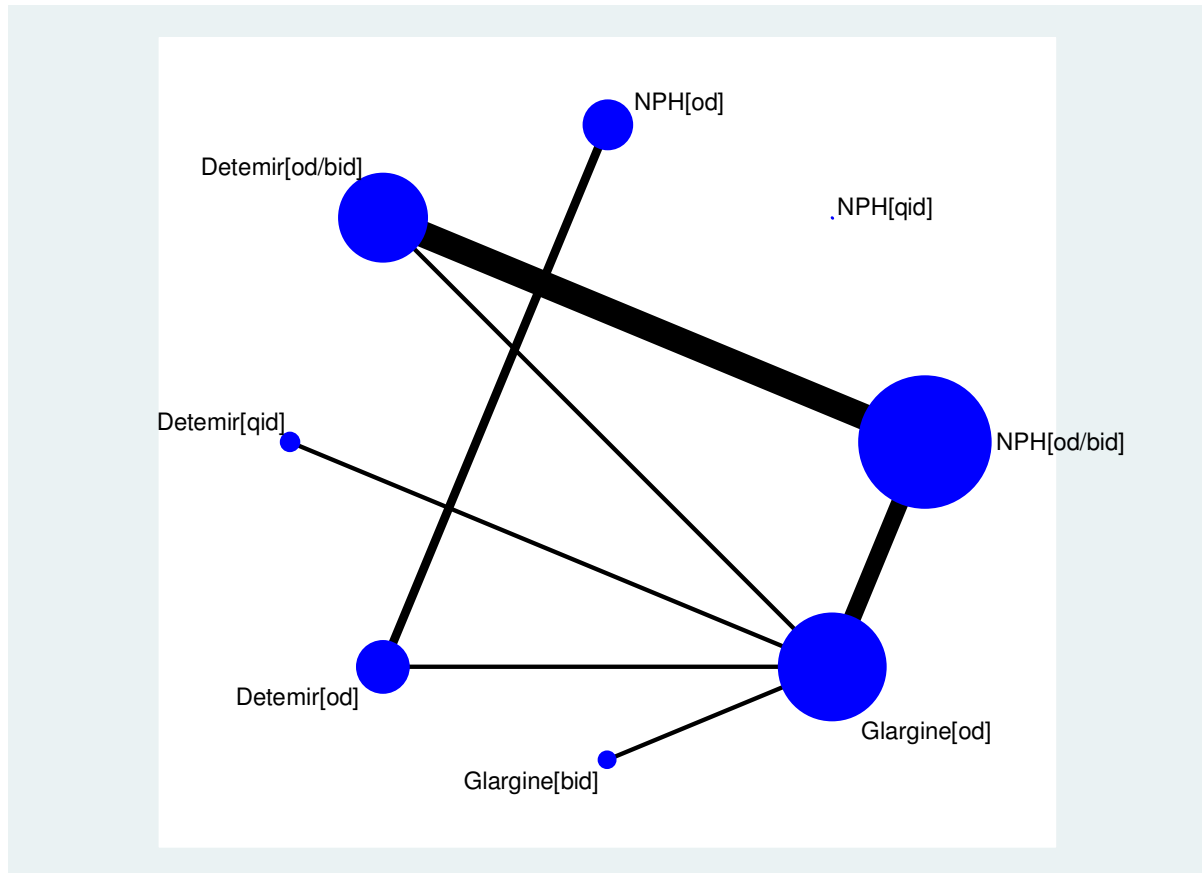 NPH[od]
Detemir[od/bid]
NPH[qid]
Detemir[qid]
NPH[od/bid]
Detemir[od]
Glargine[od]
Glargine[bid]